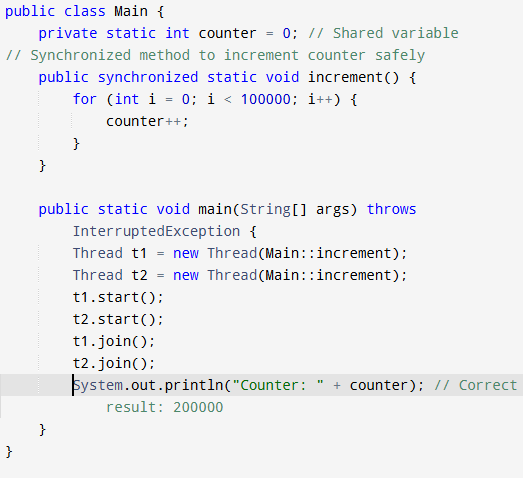 public class Main {
    private static int counter = 0; // Shared variable
// Synchronized method to increment counter safely
    public synchronized static void increment() {
        for (int i = 0; i < 100000; i++) {
            counter++;
        }
    }

    public static void main(String[] args) throws
        InterruptedException {
        Thread t1 = new Thread(Main::increment);
        Thread t2 = new Thread(Main::increment);
        t1.start();
        t2.start();
        t1.join();
        t2.join();
        System.out.println("Counter: " + counter); // Correct
            result: 200000
    }
}